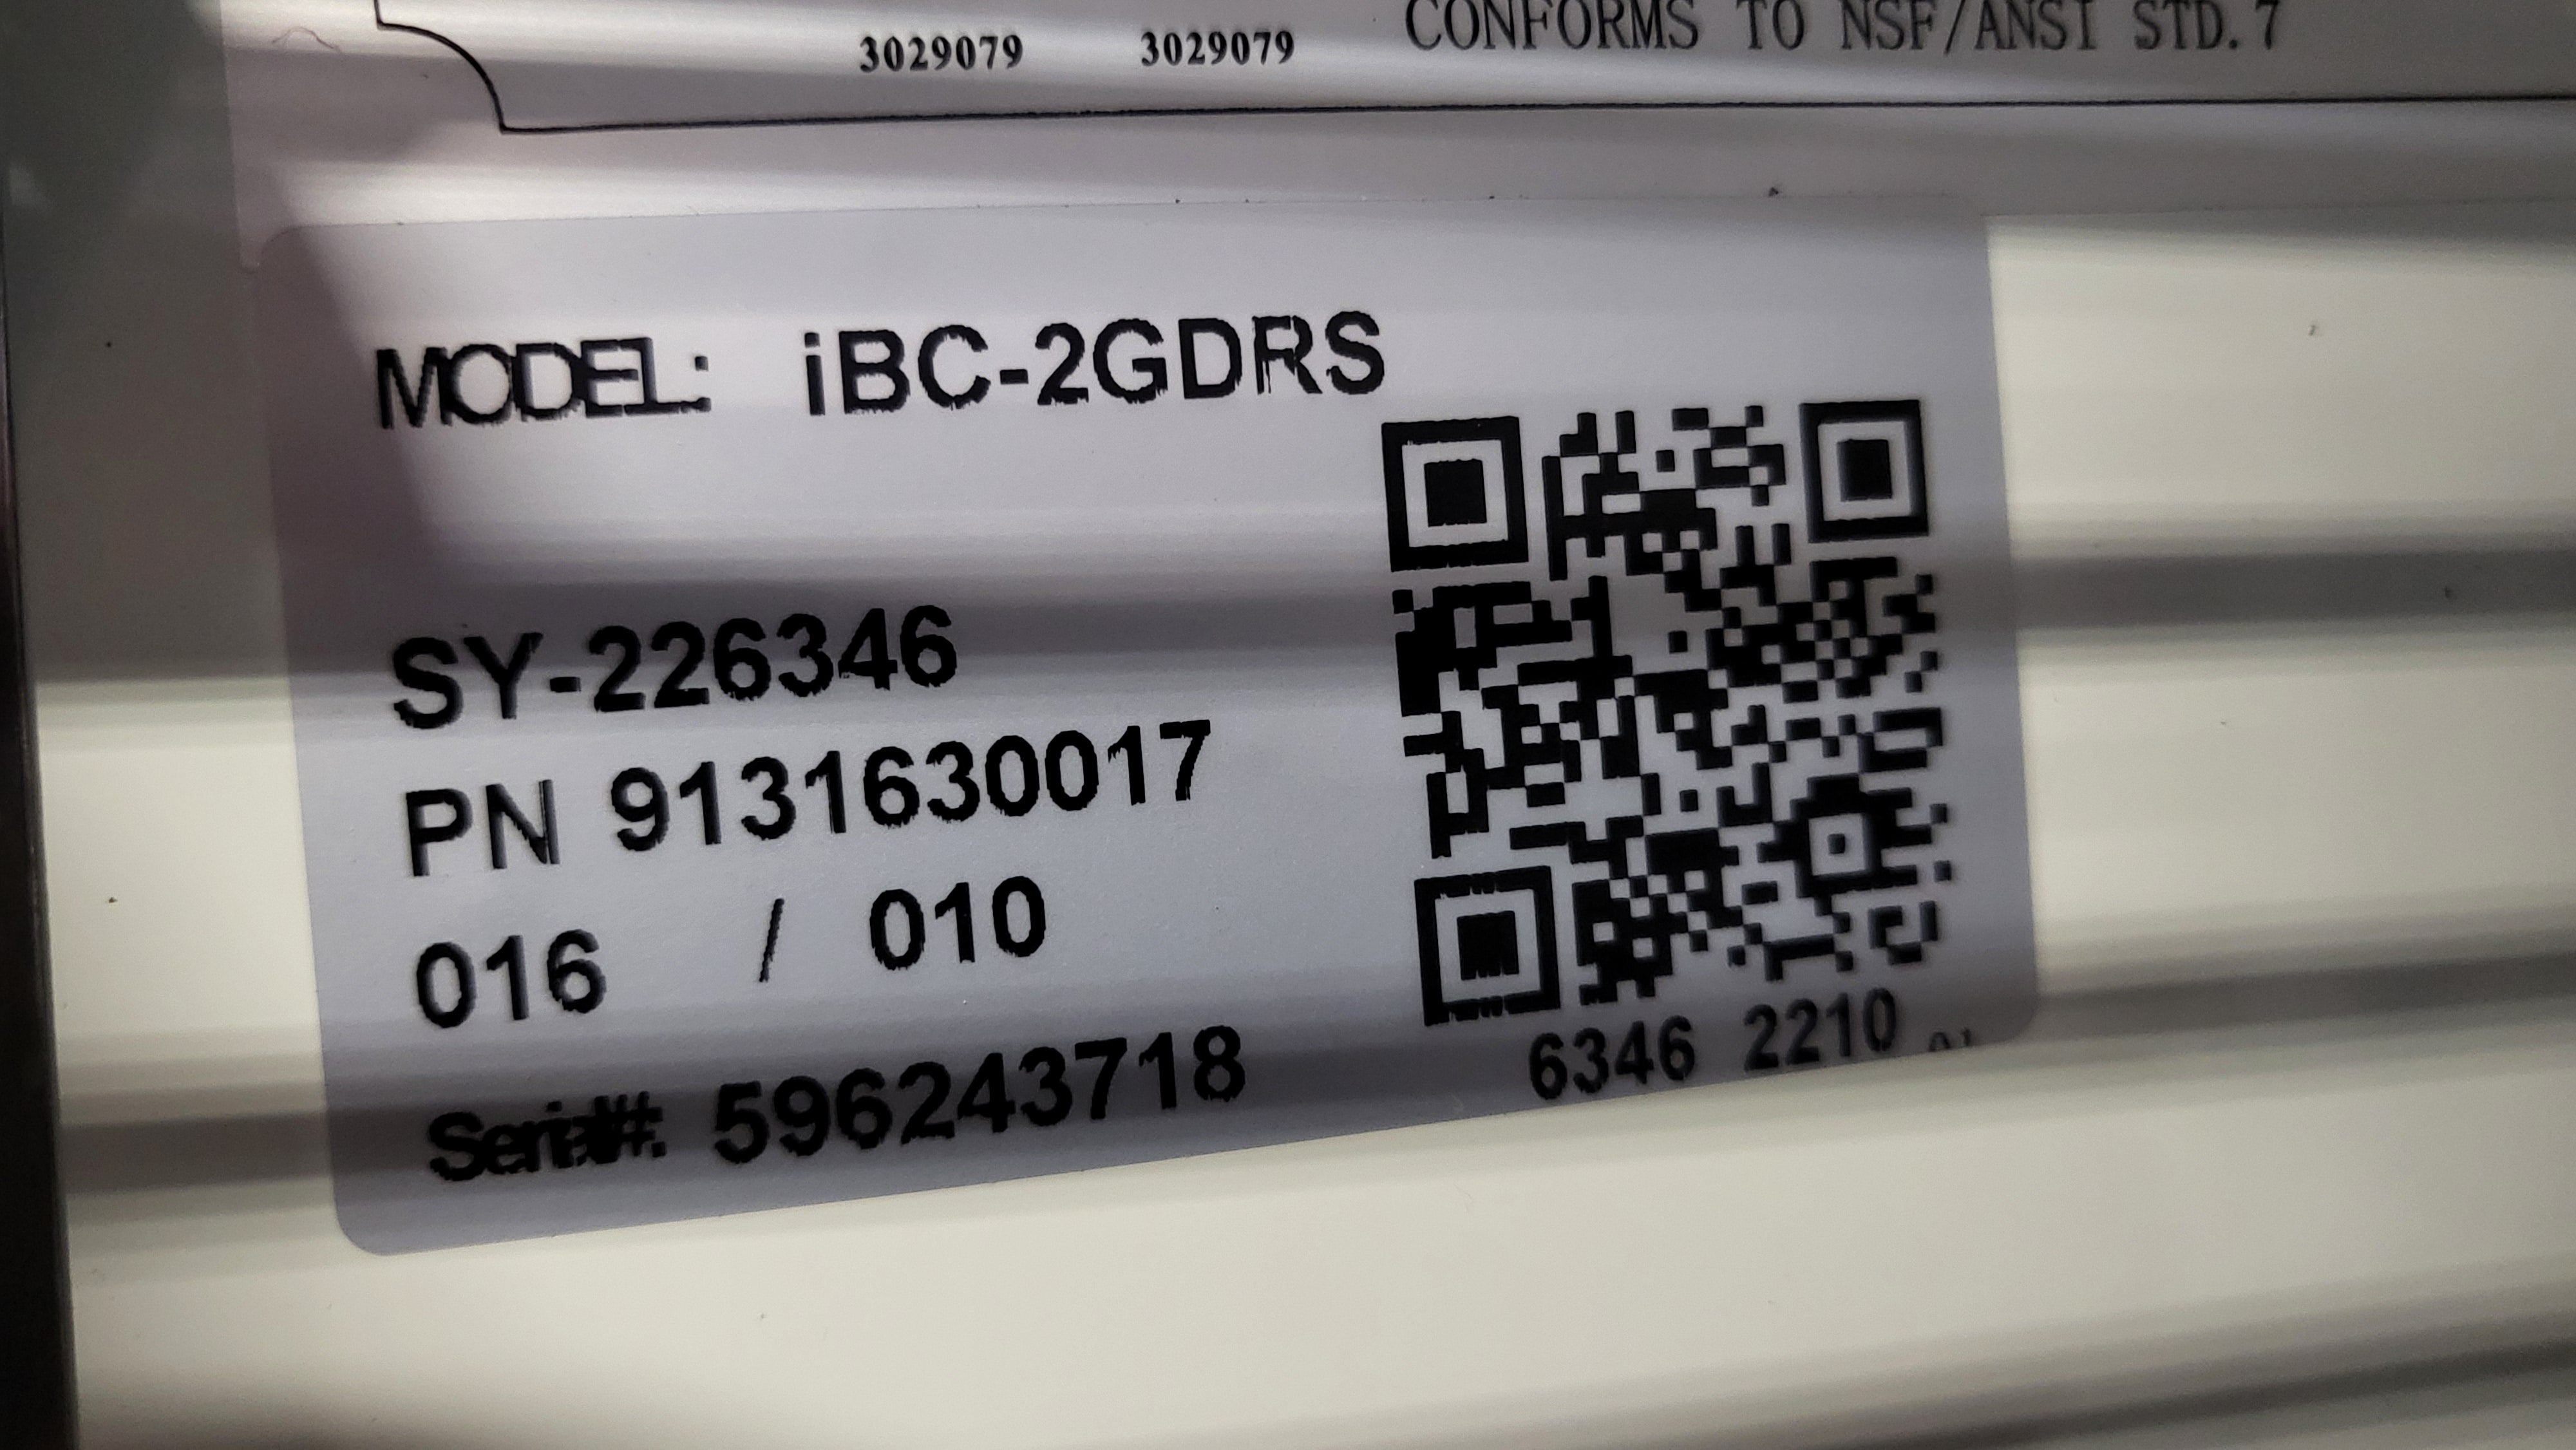 3029079 3029079 CONFORMS TO NSF/ANSI STD.7
MODEL: iBC-2GDRS
SY-226346
PN 9131630017
016 / 010
Serial#: 596243718
6346 2210